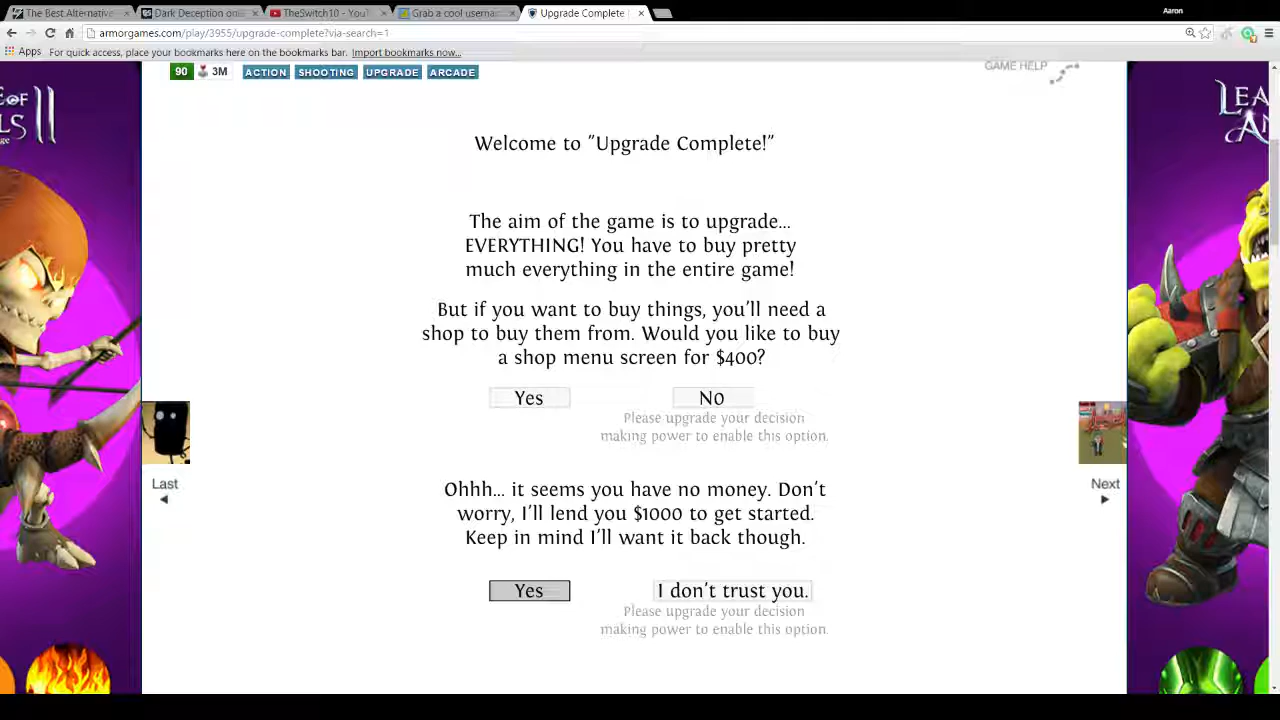 The Best Alternative
Dark Deception on
TheSwitch10 - YouT
Grab a cool userna
Upgrade Complete
Aaron
armorgames.com/play/3955/upgrade-complete?via-search=1
Apps For quick access, place your bookmarks here on the bookmarks bar. Import bookmarks now...
90 3M ACTION SHOOTING UPGRADE ARCADE
GAME HELP
II
LEA
Welcome to "Upgrade Complete!"
The aim of the game is to upgrade...
EVERYTHING! You have to buy pretty
much everything in the entire game!
But if you want to buy things, you'll need a
shop to buy them from. Would you like to buy
a shop menu screen for $400?
Yes No
Please upgrade your decision
making power to enable this option.
Last
Next
Ohhh... it seems you have no money. Don't
worry, I'll lend you $1000 to get started.
Keep in mind I'll want it back though.
Yes I don't trust you.
Please upgrade your decision
making power to enable this option.